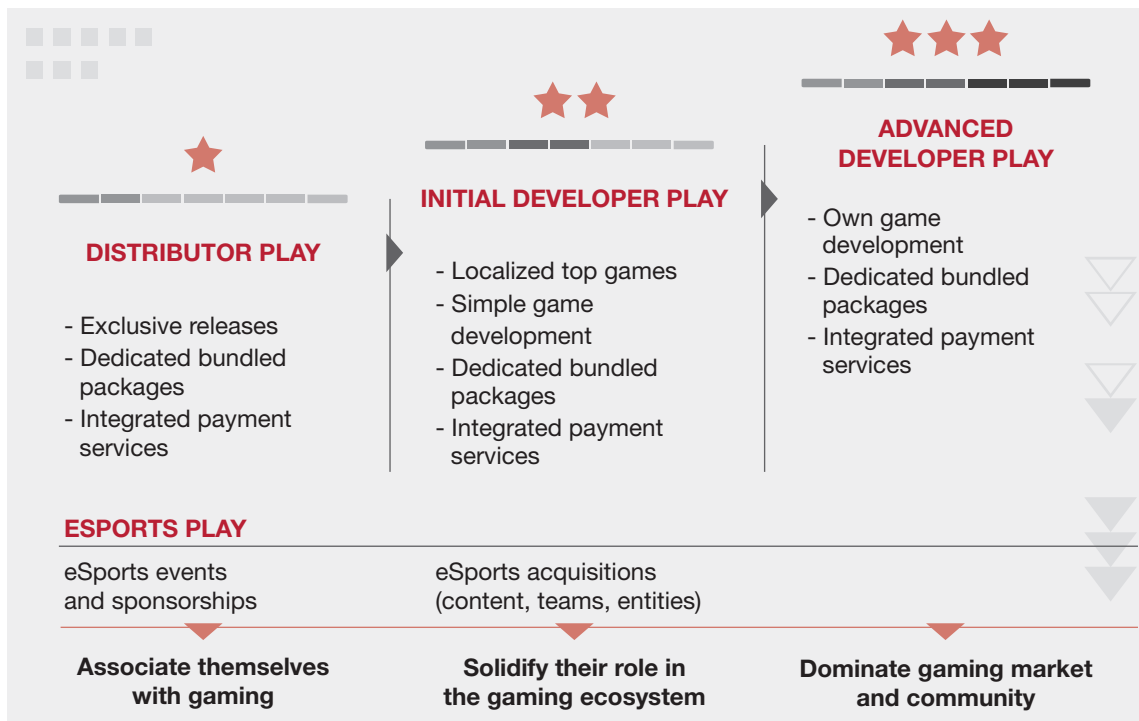 DISTRIBUTOR PLAY
- Exclusive releases
- Dedicated bundled
packages
- Integrated payment
services
INITIAL DEVELOPER PLAY
- Localized top games
- Simple game
development
- Dedicated bundled
packages
- Integrated payment
services
ADVANCED
DEVELOPER PLAY
- Own game
development
- Dedicated bundled
packages
- Integrated payment
services
ESPORTS PLAY
eSports events
and sponsorships
eSports acquisitions
(content, teams, entities)
Associate themselves
with gaming
Solidify their role in
the gaming ecosystem
Dominate gaming market
and community